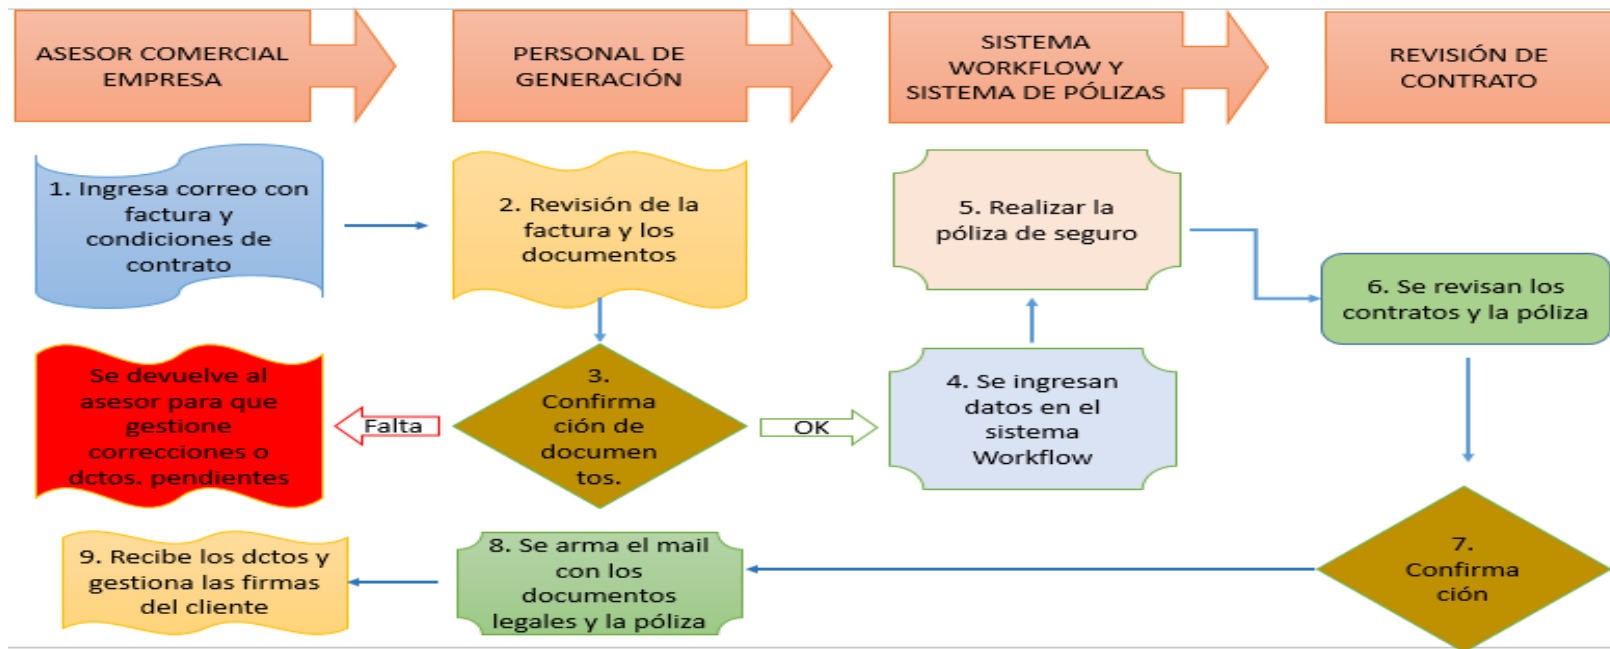 ASESOR COMERCIAL
EMPRESA
PERSONAL DE
GENERACIÓN
SISTEMA
WORKFLOW Y
SISTEMA DE PÓLIZAS
REVISIÓN DE
CONTRATO
1. Ingresa correo con
factura y
condiciones de
contrato
2. Revisión de la
factura y los
documentos
5. Realizar la
póliza de seguro
6. Se revisan los
contratos y la póliza
Se devuelve al
asesor para que
gestione
correcciones o
dctos. pendientes
Falta
3.
Confirma
ción de
documen
tos.
OK
4. Se ingresan
datos en el
sistema
Workflow
7.
Confirma
ción
8. Se arma el mail
con los
documentos
legales y la póliza
9. Recibe los dctos y
gestiona las firmas
del cliente